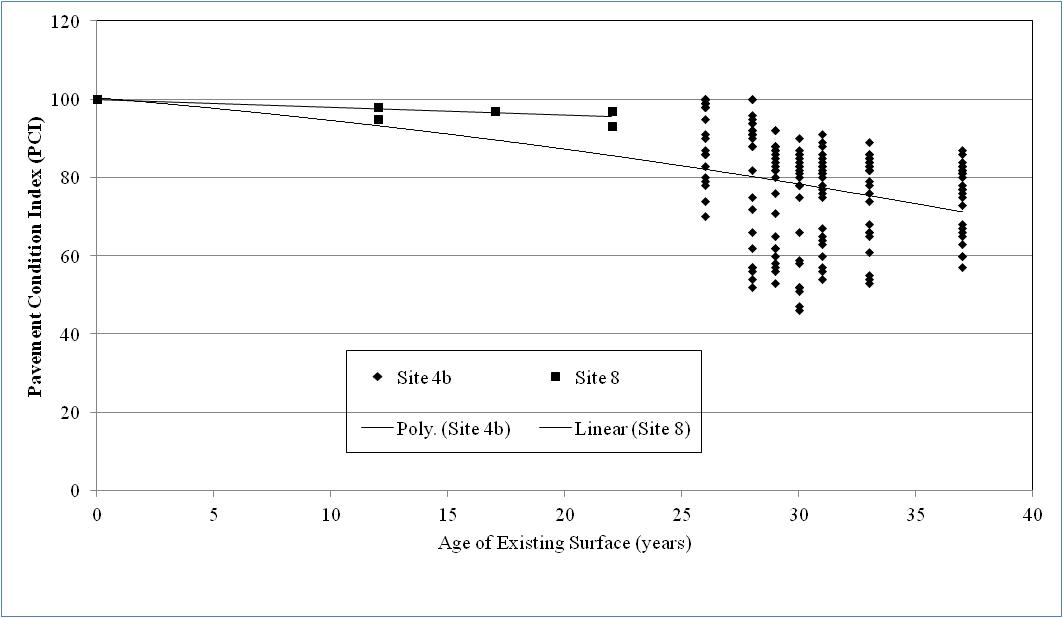 120
100
80
60
40
20
0
Pavement Condition Index (PCI)
Site 4b Site 8
Poly. (Site 4b) Linear (Site 8)
0 5 10 15 20 25 30 35 40
Age of Existing Surface (years)